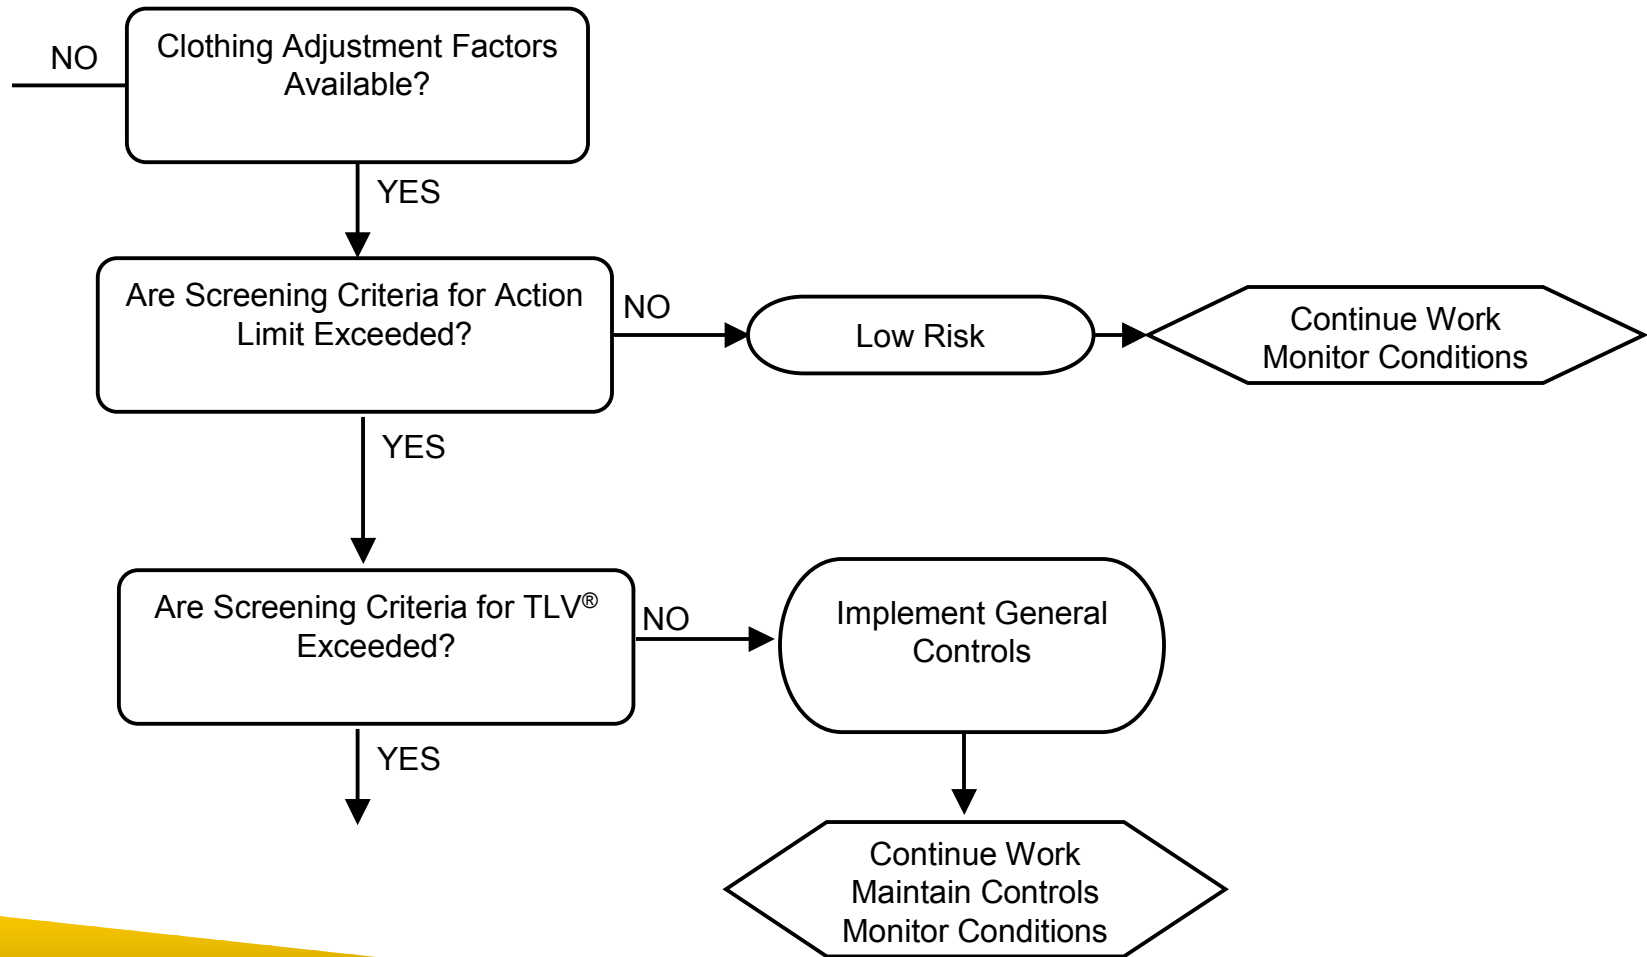 NO
Clothing Adjustment Factors
Available?
YES
Are Screening Criteria for Action
Limit Exceeded?
NO
Low Risk
Continue Work
Monitor Conditions
YES
Are Screening Criteria for TLV®
Exceeded?
NO
Implement General
Controls
YES
Continue Work
Maintain Controls
Monitor Conditions